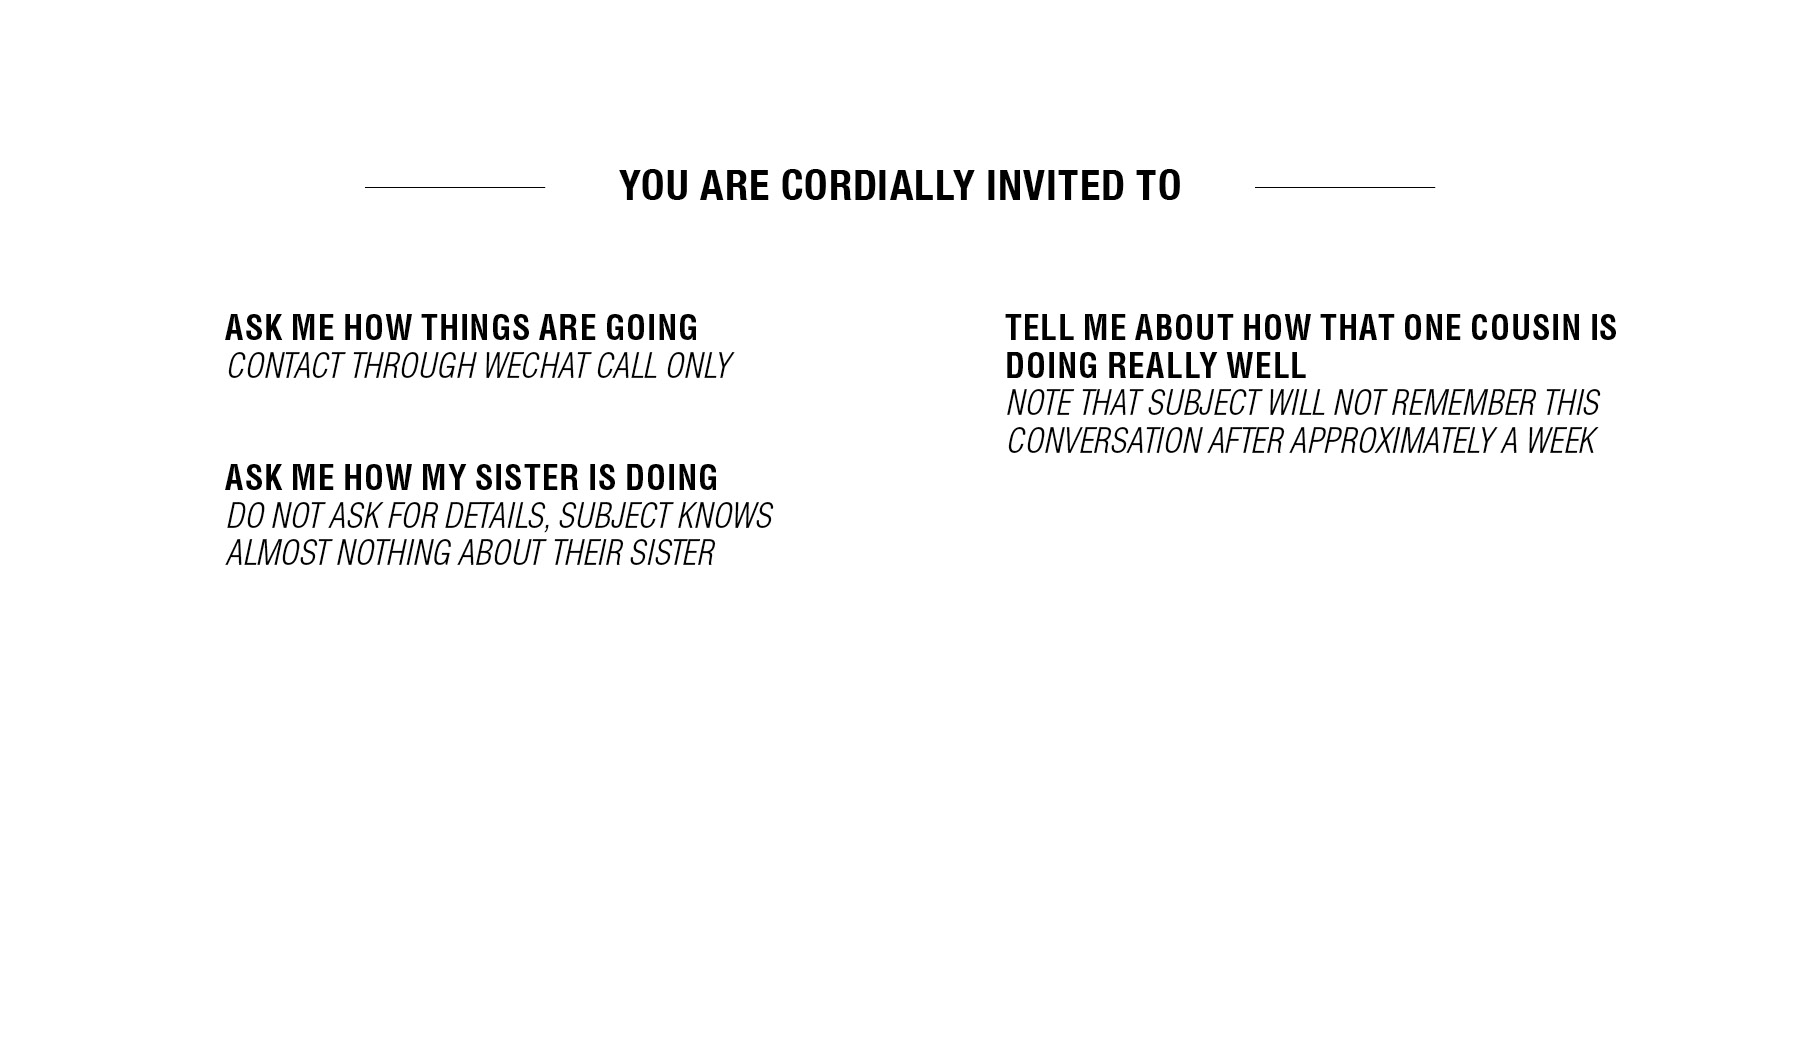 YOU ARE CORDIALLY INVITED TO
ASK ME HOW THINGS ARE GOING
CONTACT THROUGH WECHAT CALL ONLY
ASK ME HOW MY SISTER IS DOING
DO NOT ASK FOR DETAILS, SUBJECT KNOWS
ALMOST NOTHING ABOUT THEIR SISTER
TELL ME ABOUT HOW THAT ONE COUSIN IS
DOING REALLY WELL
NOTE THAT SUBJECT WILL NOT REMEMBER THIS
CONVERSATION AFTER APPROXIMATELY A WEEK